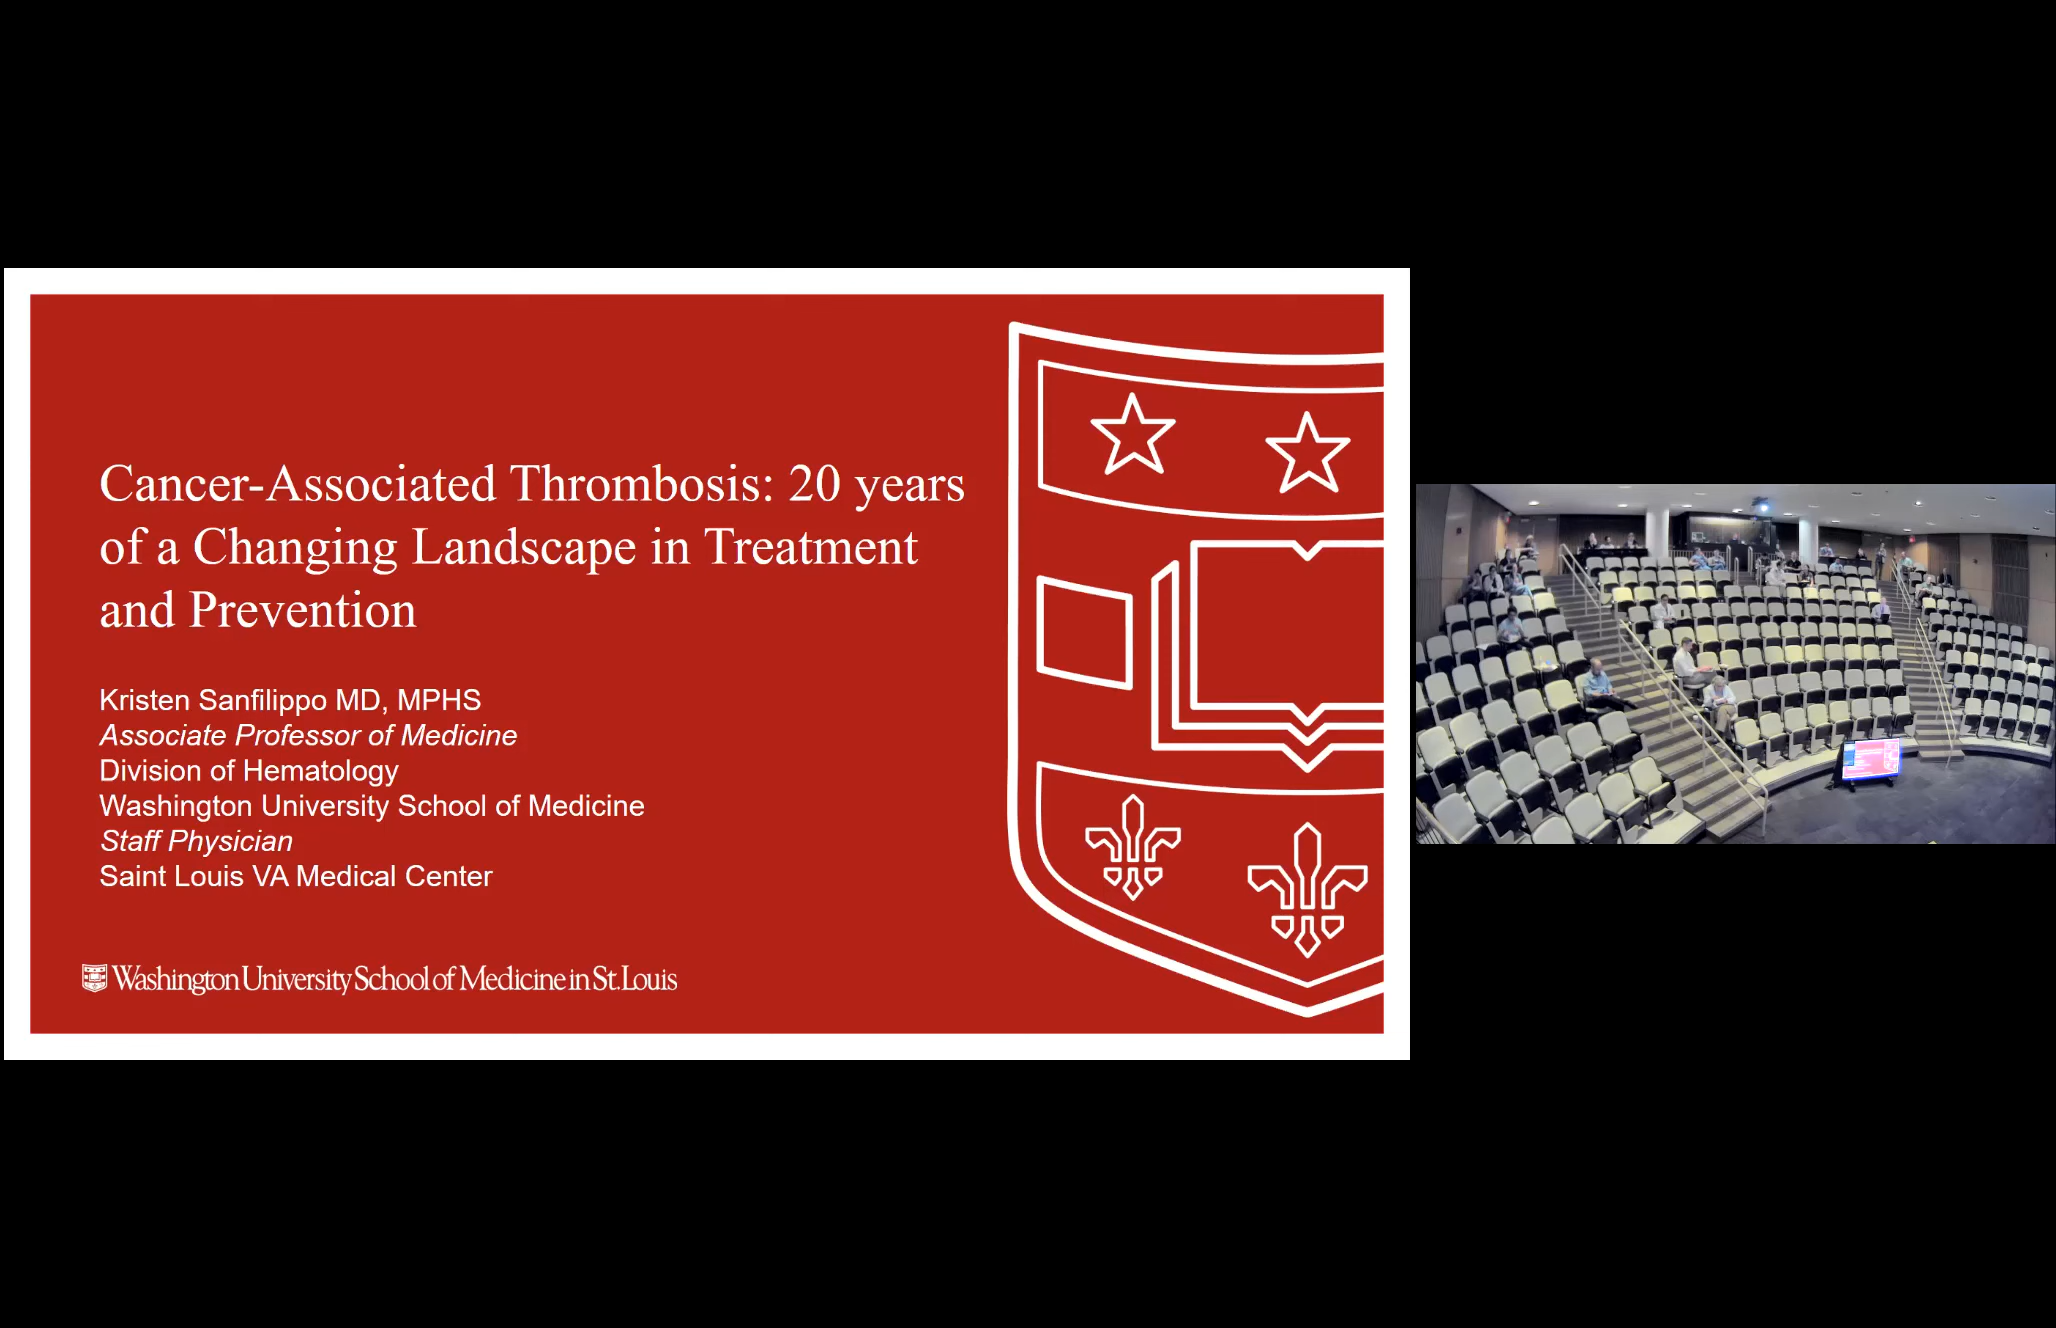 Cancer-Associated Thrombosis: 20 years
of a Changing Landscape in Treatment
and Prevention
Kristen Sanfilippo MD, MPHS
Associate Professor of Medicine
Division of Hematology
Washington University School of Medicine
Staff Physician
Saint Louis VA Medical Center
Washington University School of Medicine in St. Louis